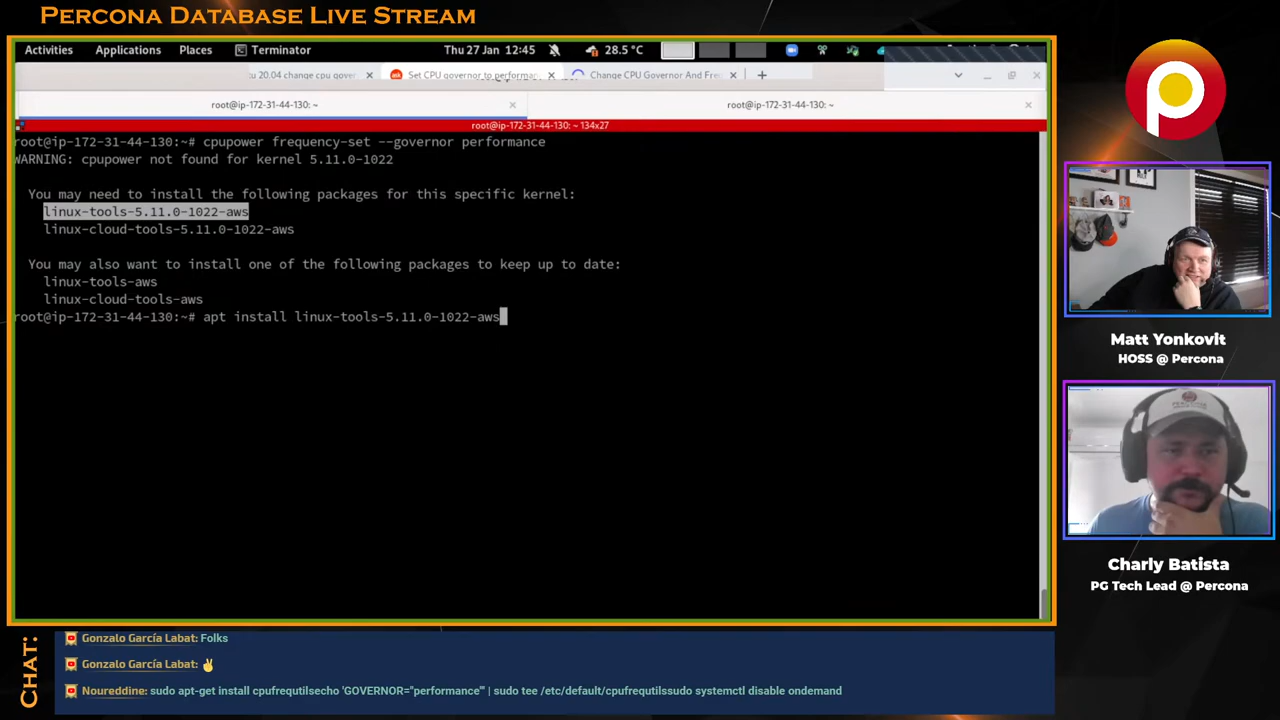 PERCONA DATABASE LIVE STREAM
Activities Applications Places Terminator Thu 27 Jan 12:45 28.5 °C
tu 20.04 change cpu gove × Set CPU governor to performa × Change CPU Governor And Fre × +
root@ip-172-31-44-130: ~ × root@ip-172-31-44-130: ~ ×
root@ip-172-31-44-130: ~ 134x27
root@ip-172-31-44-130:~# cpupower frequency-set --governor performance
WARNING: cpupower not found for kernel 5.11.0-1022
You may need to install the following packages for this specific kernel:
linux-tools-5.11.0-1022-aws
linux-cloud-tools-5.11.0-1022-aws
You may also want to install one of the following packages to keep up to date:
linux-tools-aws
linux-cloud-tools-aws
root@ip-172-31-44-130:~# apt install linux-tools-5.11.0-1022-aws
Matt Yonkovit
HOSS @ Percona
Charly Batista
PG Tech Lead @ Percona
CHAT:
Gonzalo García Labat: Folks
Gonzalo García Labat: ✌
Noureddine: sudo apt-get install cpufrequtilsecho 'GOVERNOR="performance"' | sudo tee /etc/default/cpufrequtilssudo systemctl disable ondemand